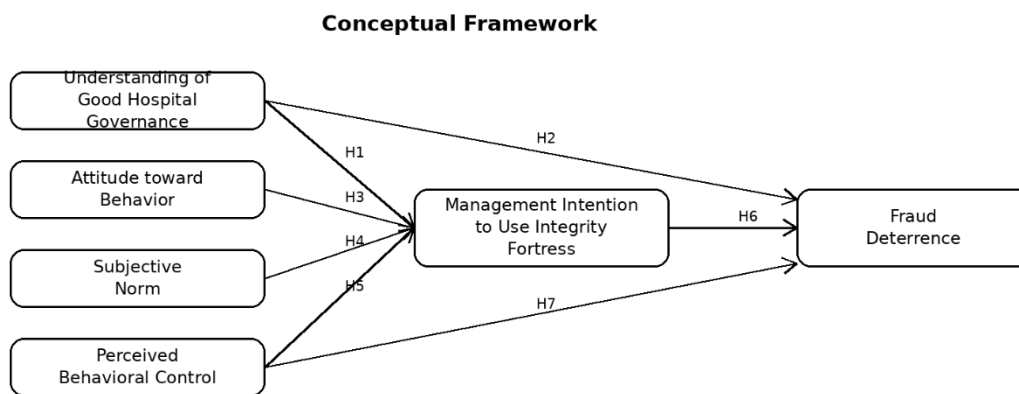 Conceptual Framework
Understanding of
Good Hospital
Governance
H1
H2
Attitude toward
Behavior
H3
Management Intention
to Use Integrity
Fortress
H6
Fraud
Deterrence
H4
Subjective
Norm
H5
H7
Perceived
Behavioral Control